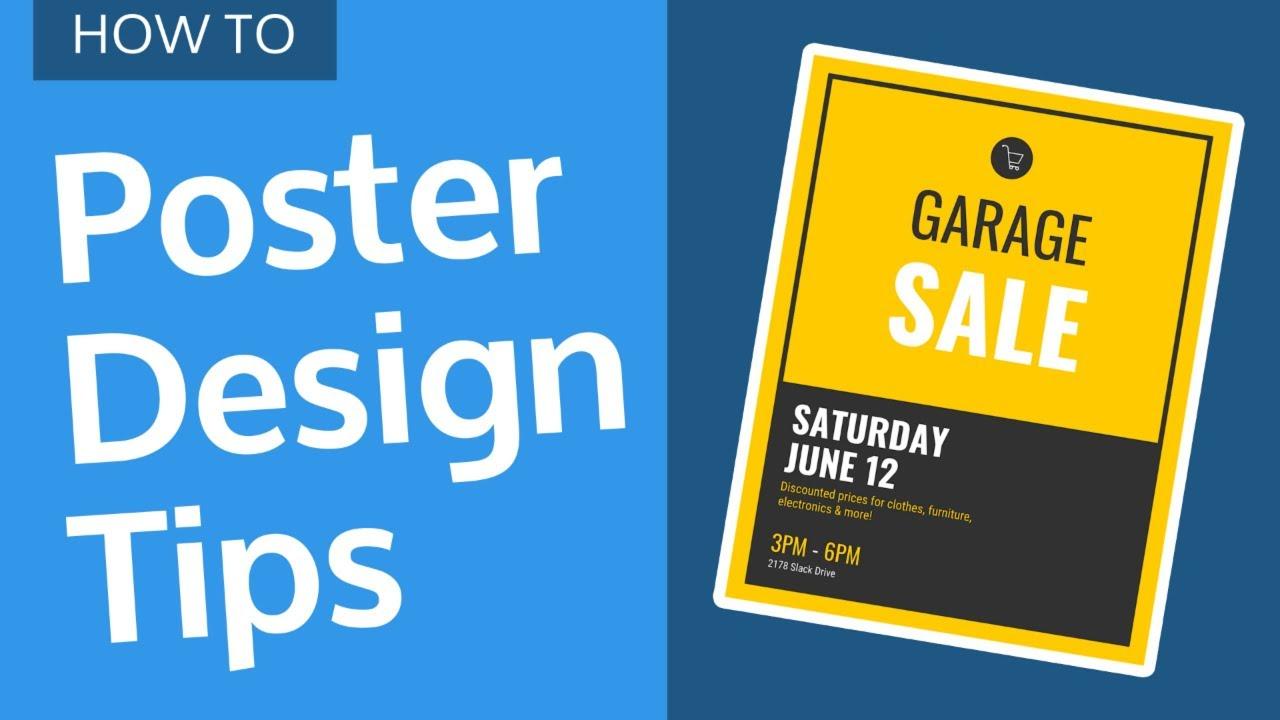 HOW TO
Poster
Design
Tips
GARAGE
SALE
SATURDAY
JUNE 12
Discounted prices for clothes, furniture,
electronics & more!
3PM - 6PM
2178 Slack Drive